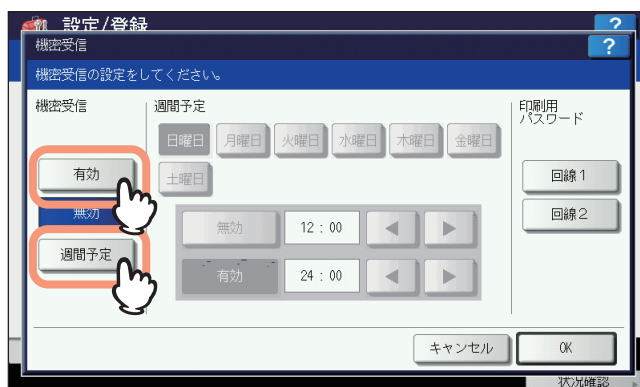 設定/登録
?
機密受信
?
機密受信の設定をしてください。
機密受信
週間予定
印刷用
パスワード
日曜日 月曜日 火曜日 水曜日 木曜日 金曜日
有効
土曜日
回線1
無効
無効 12：00
回線2
週間予定
有効 24：00
キャンセル
OK
状況確認